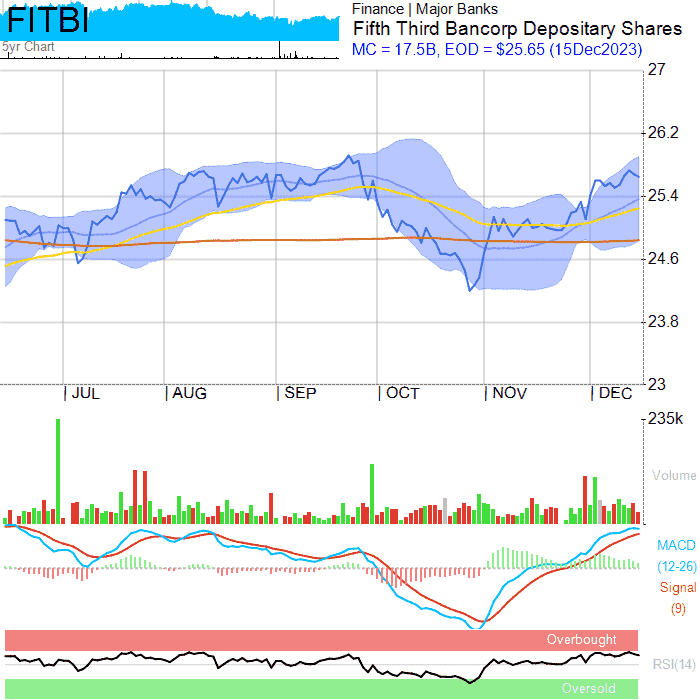 FITBI
5yr Chart
Finance | Major Banks
Fifth Third Bancorp Depositary Shares
MC = 17.5B, EOD = $25.65 (15Dec2023)
27
26.2
25.4
24.6
23.8
23
JUL
AUG
SEP
OCT
NOV
DEC
235k
Volume
MACD
(12-26)
Signal
(9)
Overbought
RSI(14)
Oversold